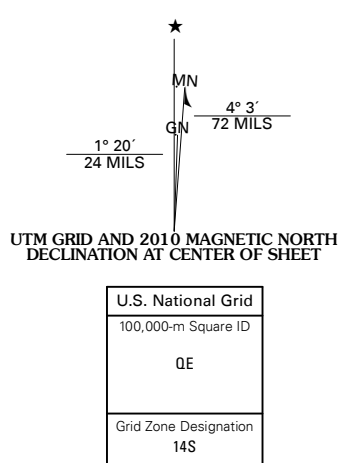 ★
MN
4° 3´
72 MILS
GN
1° 20´
24 MILS
UTM GRID AND 2010 MAGNETIC NORTH
DECLINATION AT CENTER OF SHEET
U.S. National Grid
100,000-m Square ID
QE
Grid Zone Designation
14S